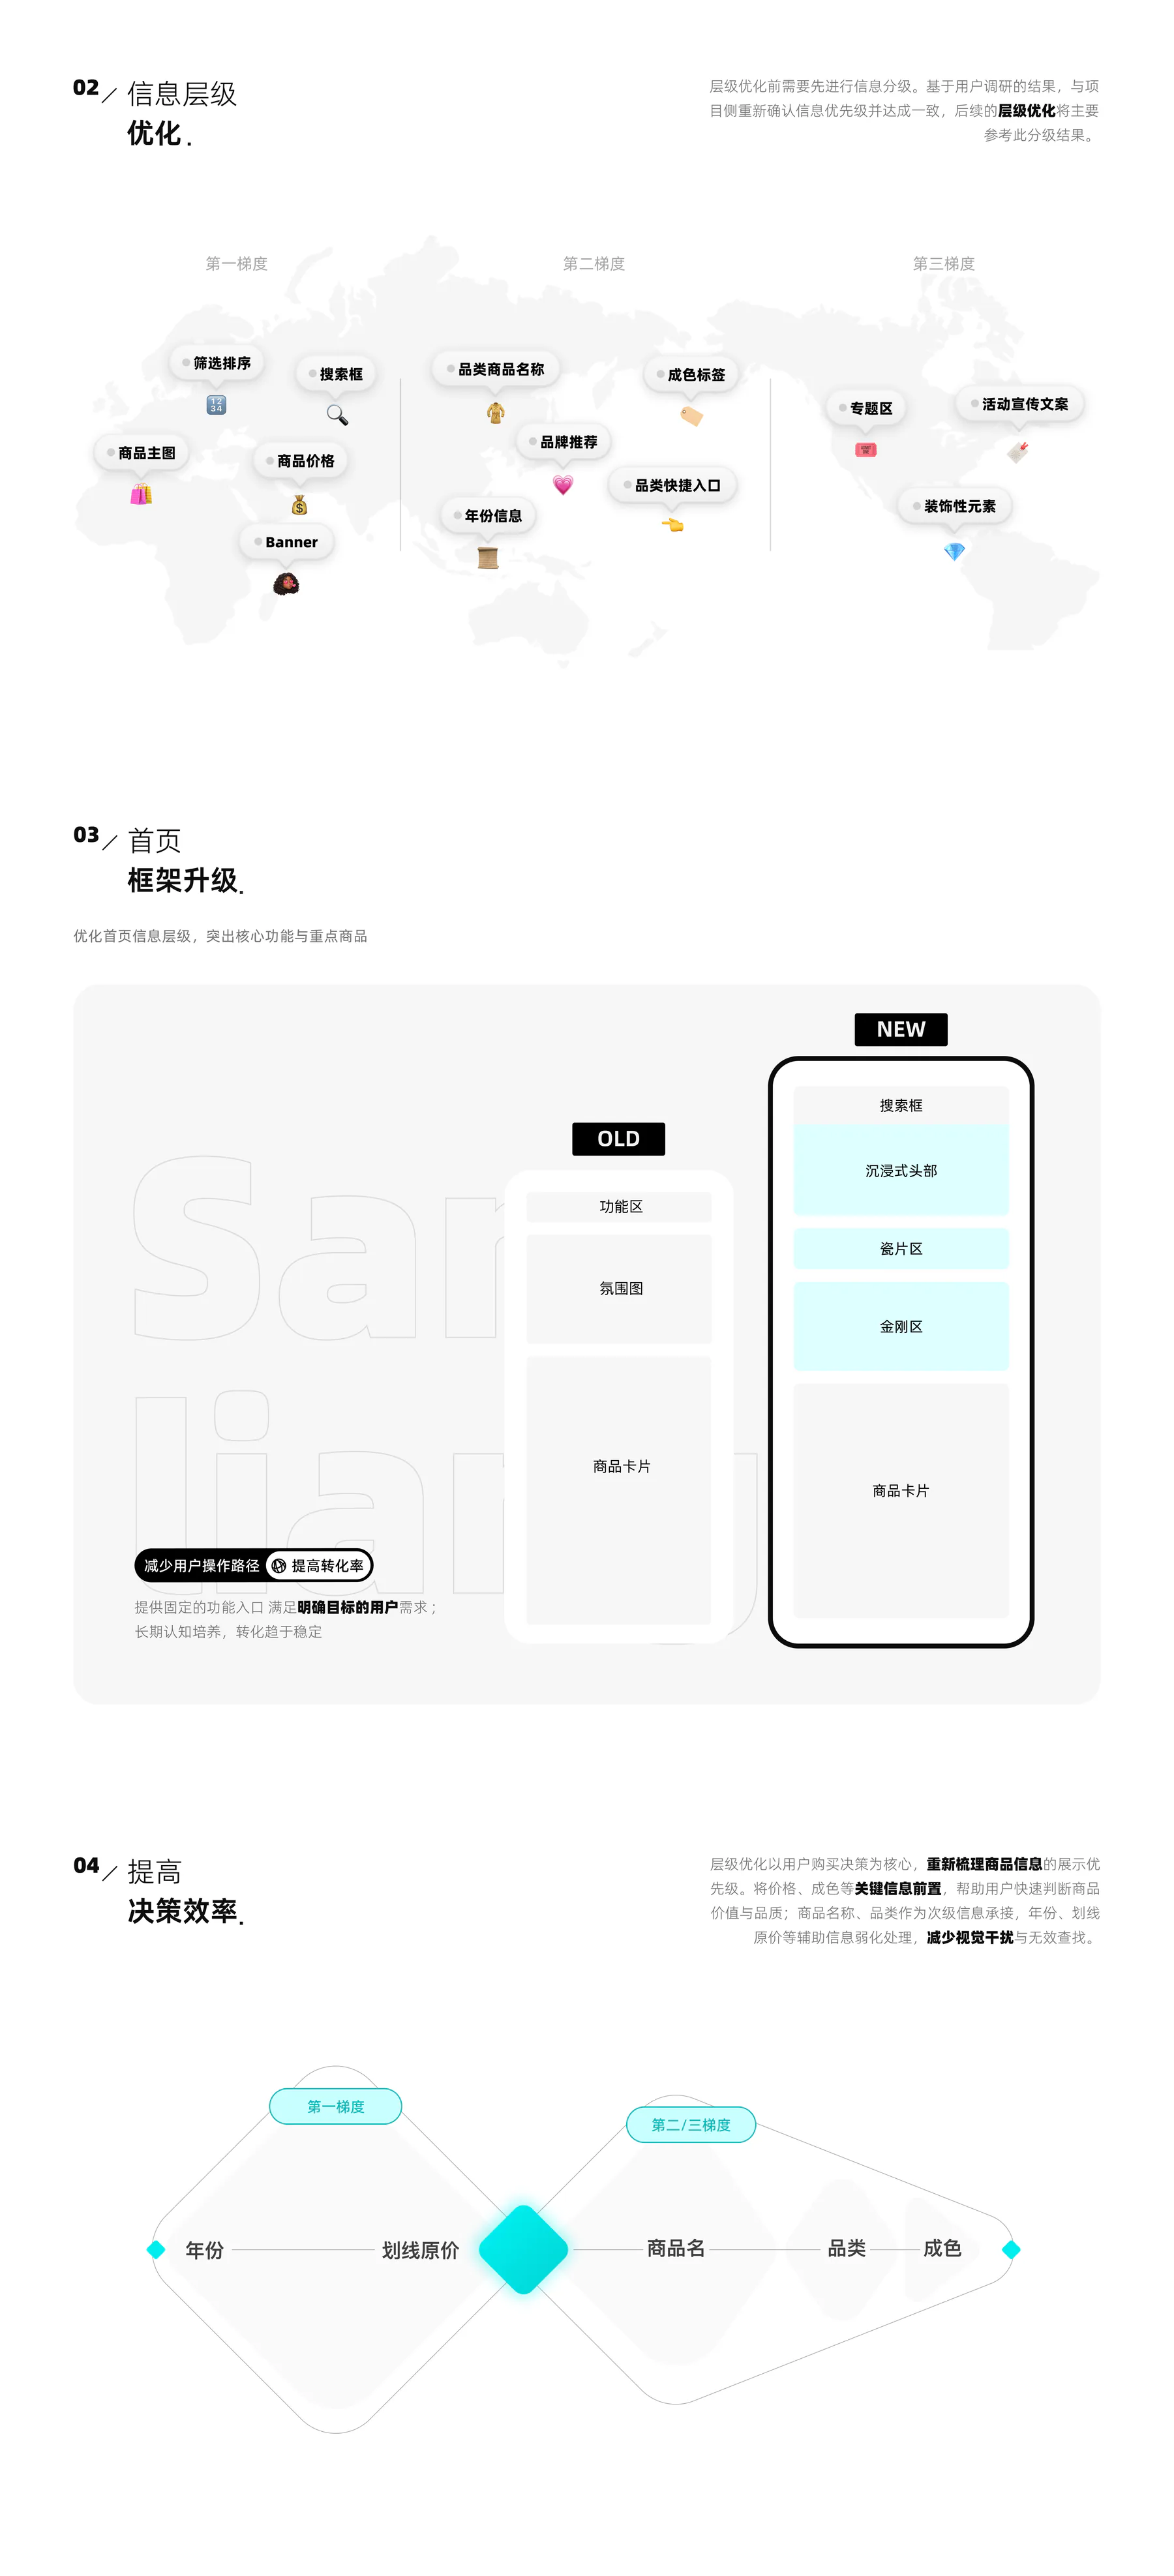 02
信息层级
优化.
层级优化前需要先进行信息分级。基于用户调研的结果，与项
目侧重新确认信息优先级并达成一致，后续的层级优化将主要
参考此分级结果。
第一梯度
第二梯度
第三梯度
筛选排序
搜索框
品类商品名称
成色标签
专题区
活动宣传文案
1234
商品主图
商品价格
品牌推荐
品类快捷入口
年份信息
装饰性元素
Banner
03
首页
框架升级.
优化首页信息层级，突出核心功能与重点商品
NEW
搜索框
沉浸式头部
瓷片区
金刚区
商品卡片
OLD
功能区
氛围图
商品卡片
San
liang
减少用户操作路径 提高转化率
提供固定的功能入口 满足明确目标的用户需求；
长期认知培养，转化趋于稳定
04
提高
决策效率.
层级优化以用户购买决策为核心，重新梳理商品信息的展示优
先级。将价格、成色等关键信息前置，帮助用户快速判断商品
价值与品质；商品名称、品类作为次级信息承接，年份、划线
原价等辅助信息弱化处理，减少视觉干扰与无效查找。
第一梯度
第二/三梯度
年份
划线原价
商品名
品类
成色